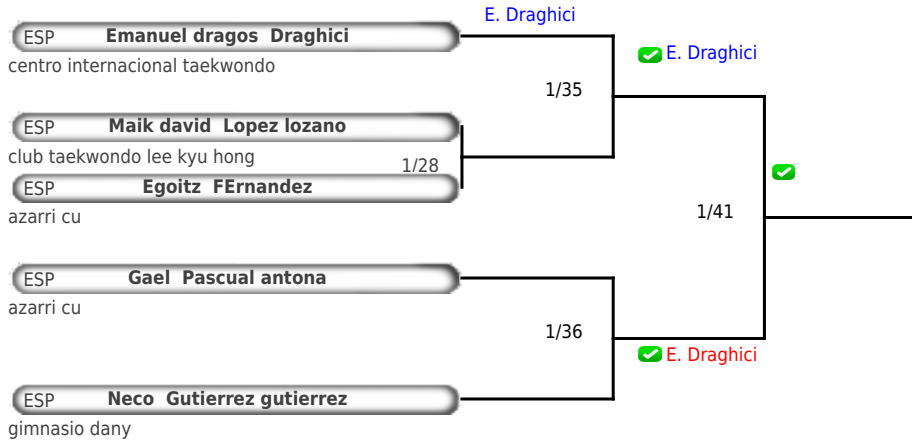 E. Draghici
ESP Emanuel dragos Draghici
centro internacional taekwondo
E. Draghici
1/35
ESP Maik david Lopez lozano
club taekwondo lee kyu hong
1/28
ESP Egoitz FErnandez
azarri cu
1/41
ESP Gael Pascual antona
azarri cu
1/36
E. Draghici
ESP Neco Gutierrez gutierrez
gimnasio dany